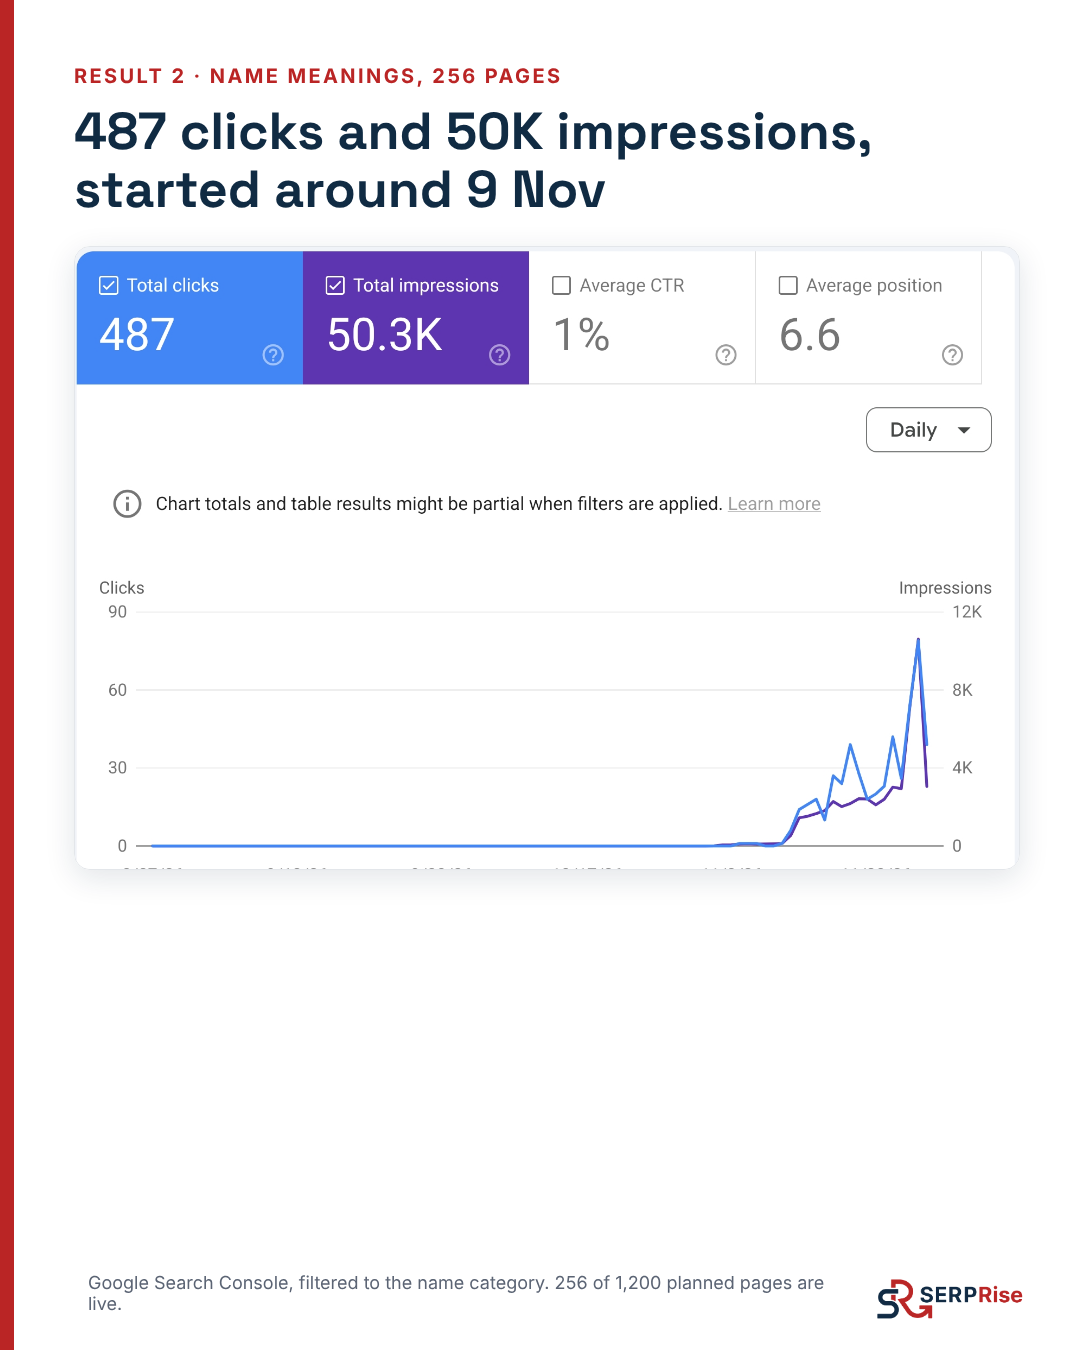 RESULT 2 · NAME MEANINGS, 256 PAGES
487 clicks and 50K impressions,
started around 9 Nov
Total clicks
487
Total impressions
50.3K
Average CTR
1%
Average position
6.6
Daily
Chart totals and table results might be partial when filters are applied. Learn more
Clicks
Impressions
90
12K
60
8K
30
4K
0
0
Google Search Console, filtered to the name category. 256 of 1,200 planned pages are
live.
SERPRise